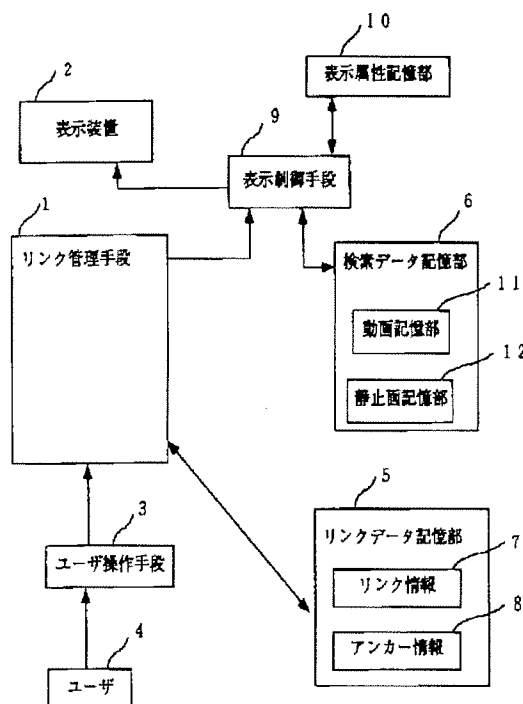 10
表示属性記憶部
2
表示装置
9
表示制御手段
1
リンク管理手段
6
検索データ記憶部
11
動画記憶部
12
静止画記憶部
3
ユーザ操作手段
4
ユーザ
5
リンクデータ記憶部
7
リンク情報
8
アンカー情報